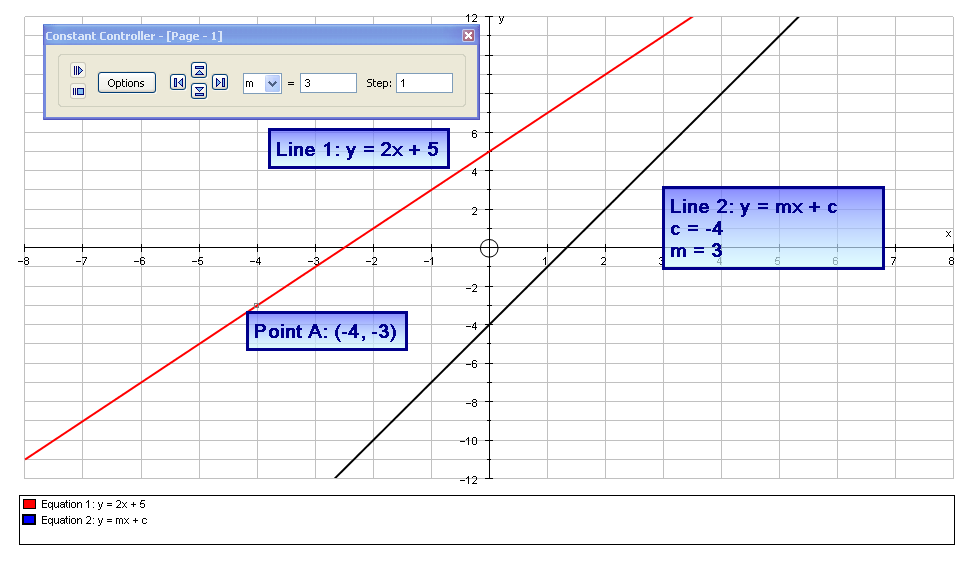 Constant Controller - [Page - 1]
Options
m = 3 Step: 1
Line 1: y = 2x + 5
Line 2: y = mx + c
c = -4
m = 3
Point A: (-4, -3)
y
12
6
4
2
−2
−4
−6
−8
−10
−12
x
−8 −7 −6 −5 −4 −3 −2 −1 1 2 3 4 5 6 7 8
Equation 1: y = 2x + 5
Equation 2: y = mx + c